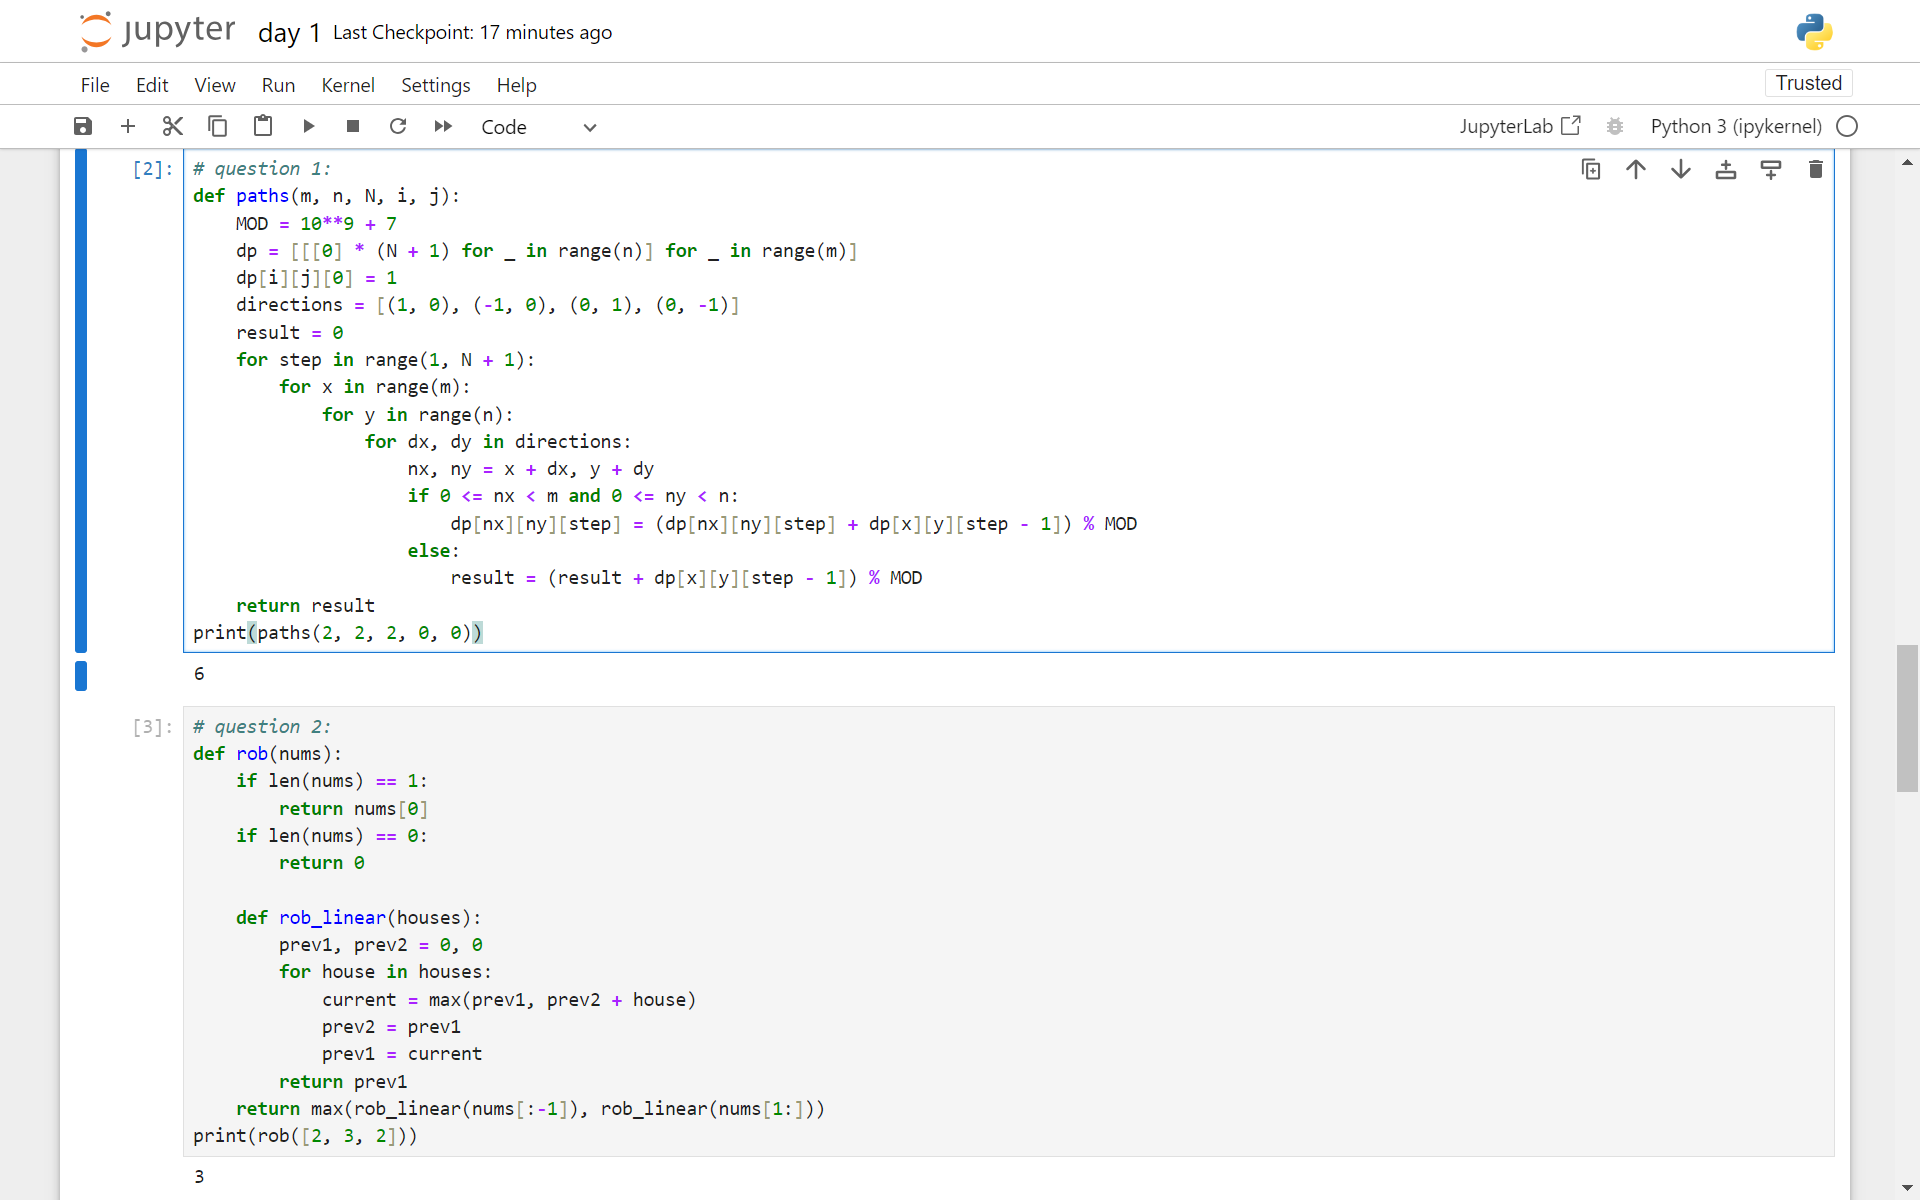 jupyter day 1 Last Checkpoint: 17 minutes ago
File Edit View Run Kernel Settings Help Trusted
Code JupyterLab Python 3 (ipykernel)
[2]: # question 1:
def paths(m, n, N, i, j):
    MOD = 10**9 + 7
    dp = [[[0] * (N + 1) for _ in range(n)] for _ in range(m)]
    dp[i][j][0] = 1
    directions = [(1, 0), (-1, 0), (0, 1), (0, -1)]
    result = 0
    for step in range(1, N + 1):
        for x in range(m):
            for y in range(n):
                for dx, dy in directions:
                    nx, ny = x + dx, y + dy
                    if 0 <= nx < m and 0 <= ny < n:
                        dp[nx][ny][step] = (dp[nx][ny][step] + dp[x][y][step - 1]) % MOD
                    else:
                        result = (result + dp[x][y][step - 1]) % MOD
    return result
print(paths(2, 2, 2, 0, 0))
6
[3]: # question 2:
def rob(nums):
    if len(nums) == 1:
        return nums[0]
    if len(nums) == 0:
        return 0
    def rob_linear(houses):
        prev1, prev2 = 0, 0
        for house in houses:
            current = max(prev1, prev2 + house)
            prev2 = prev1
            prev1 = current
        return prev1
    return max(rob_linear(nums[:-1]), rob_linear(nums[1:]))
print(rob([2, 3, 2]))
3